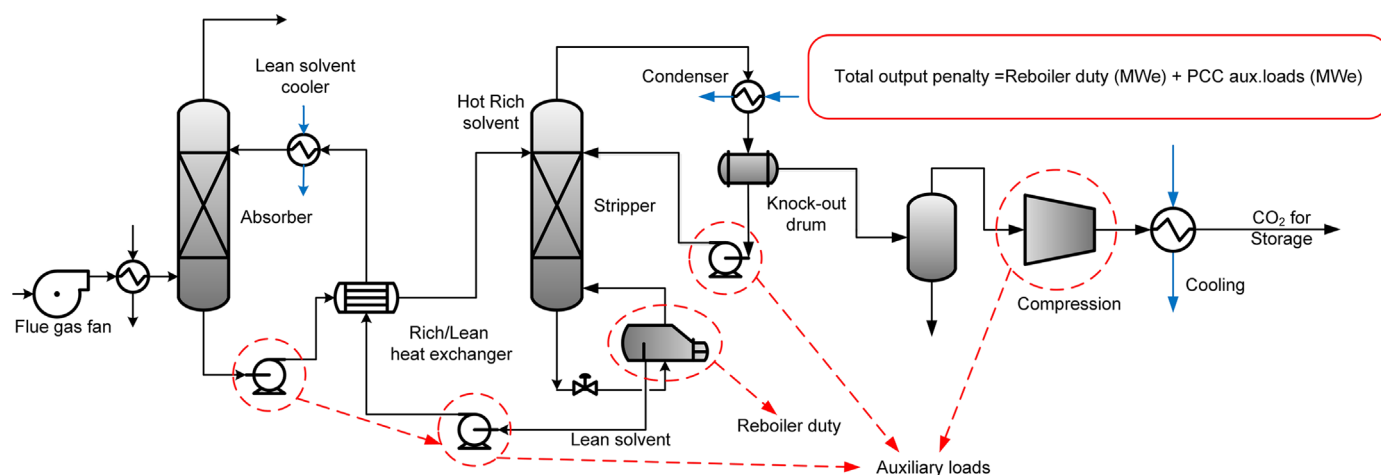 Lean solvent
cooler
Condenser
Total output penalty =Reboiler duty (MWe) + PCC aux.loads (MWe)
Hot Rich
solvent
Absorber
Stripper
Knock-out
drum
CO₂ for
Storage
Flue gas fan
Rich/Lean
heat exchanger
Compression
Cooling
Reboiler duty
Lean solvent
Auxiliary loads